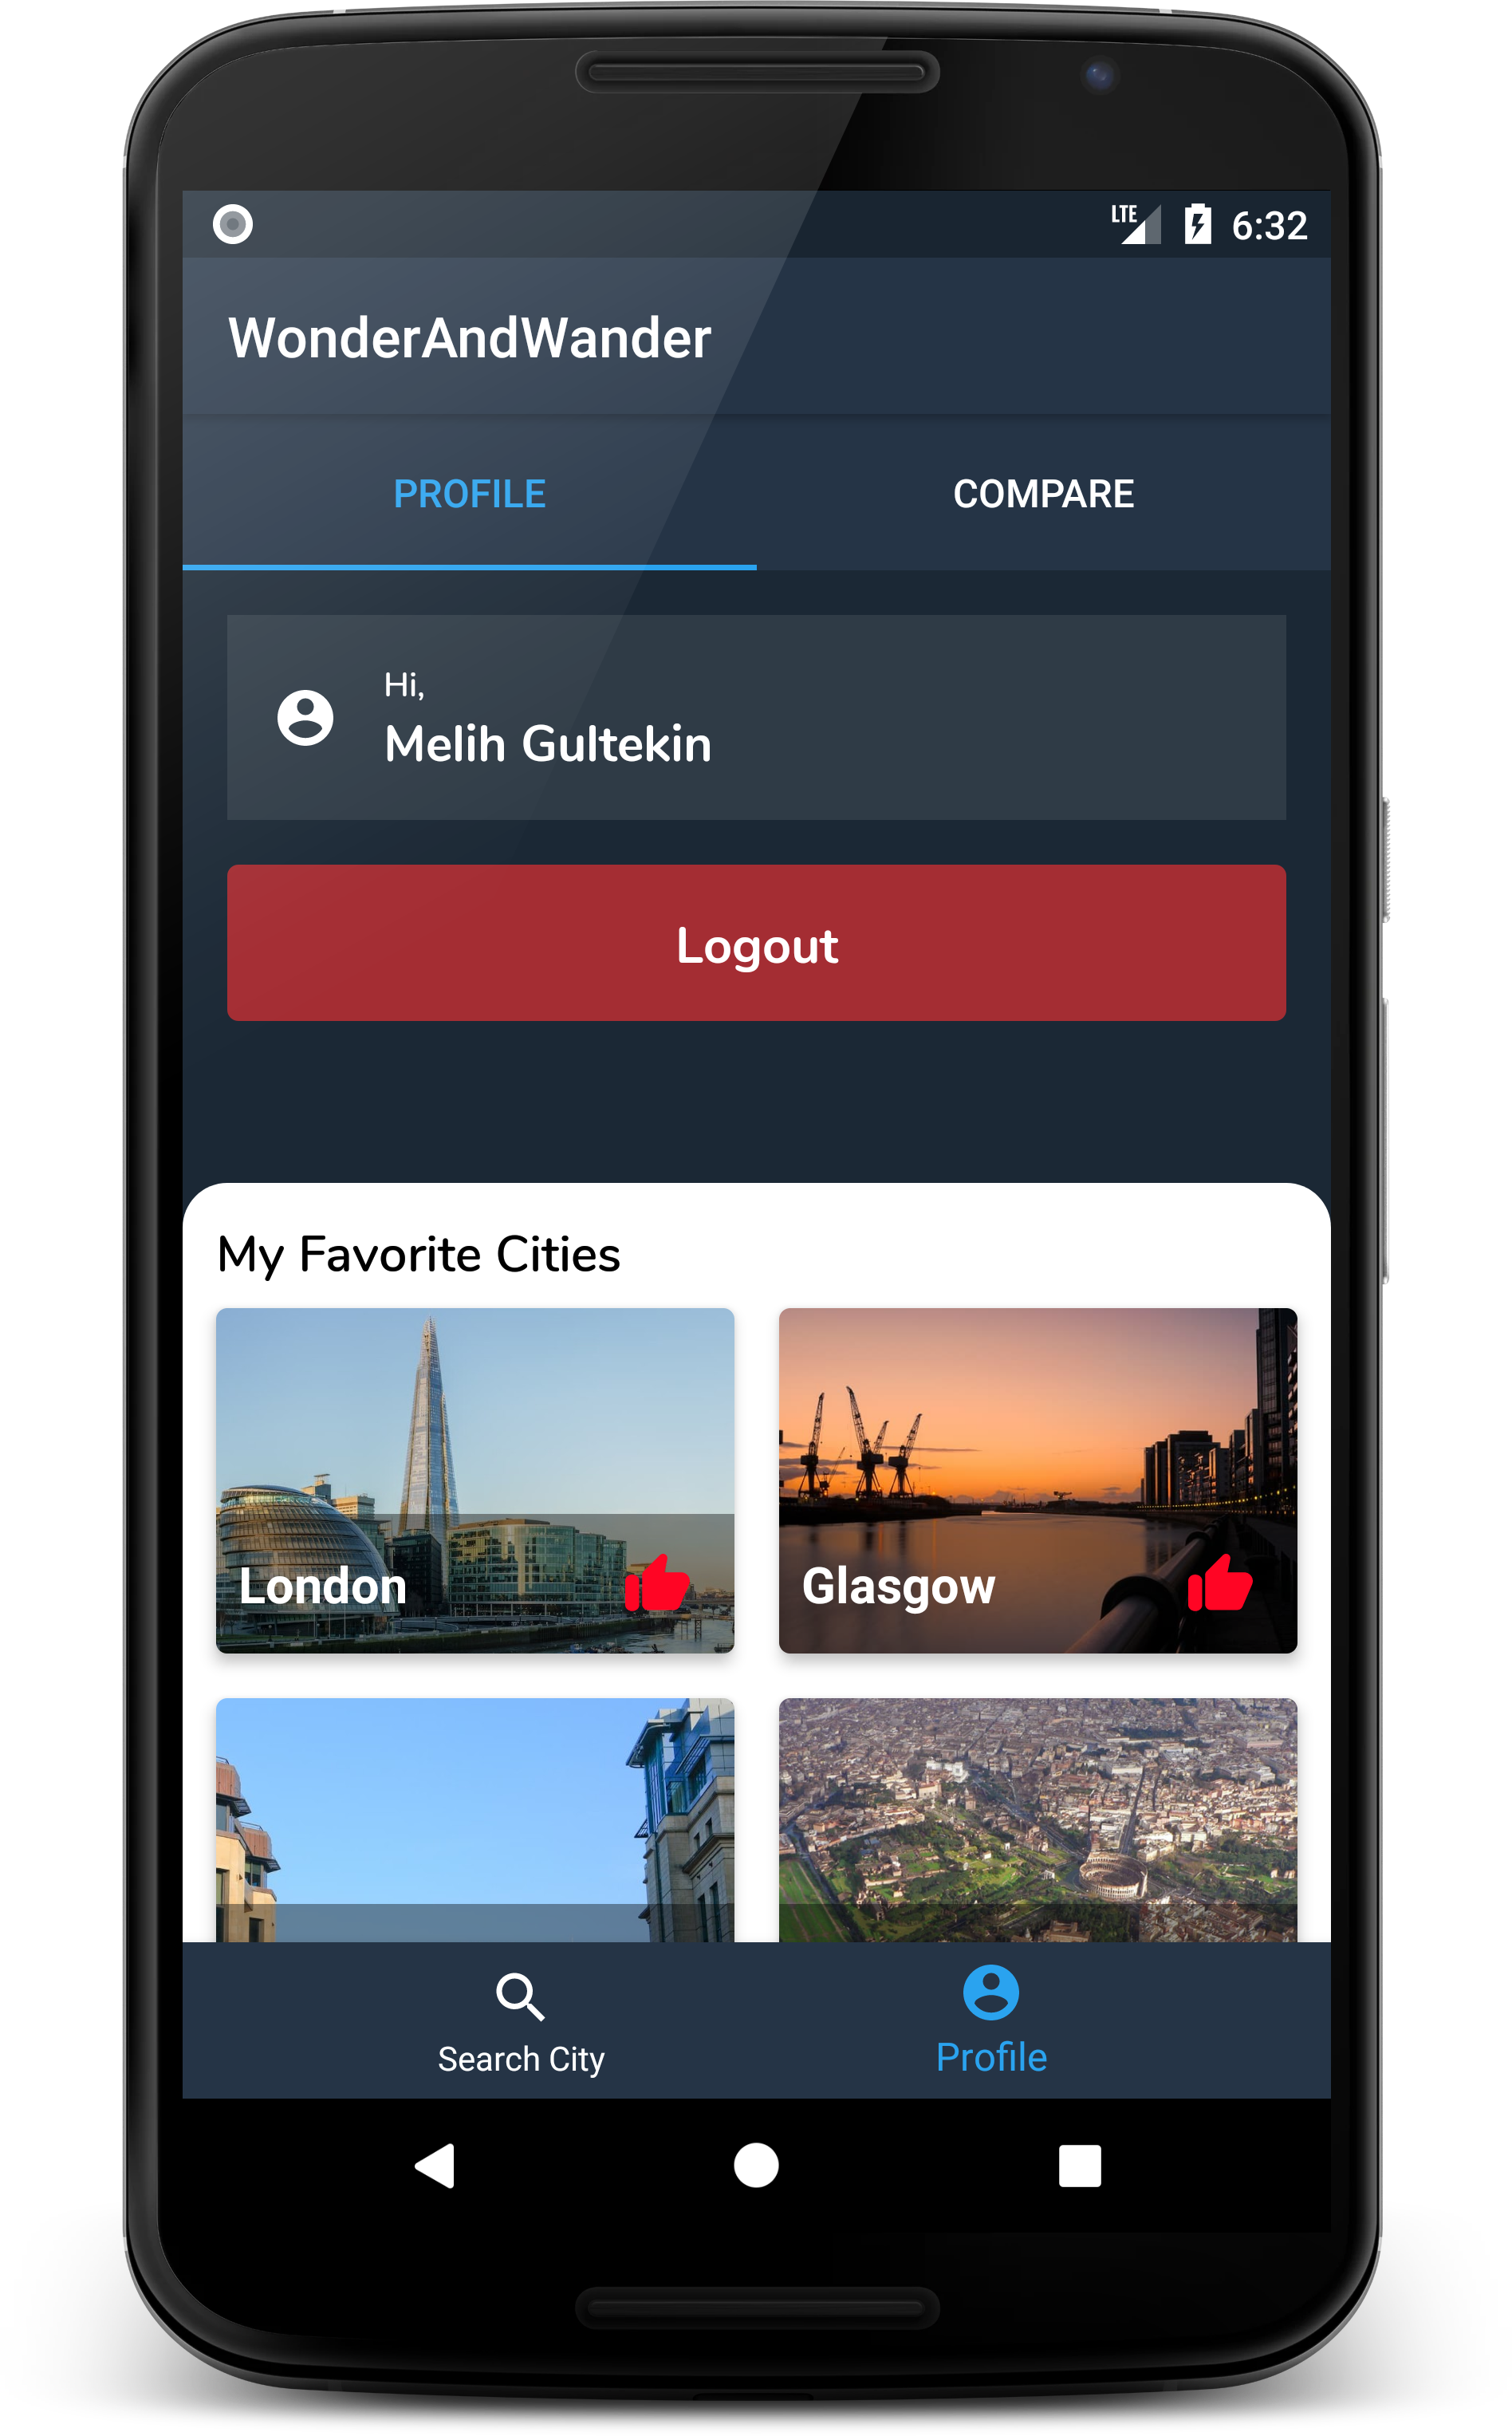 LTE 6:32
WonderAndWander
PROFILE COMPARE
Hi,
Melih Gultekin
Logout
My Favorite Cities
London Glasgow
Search City Profile